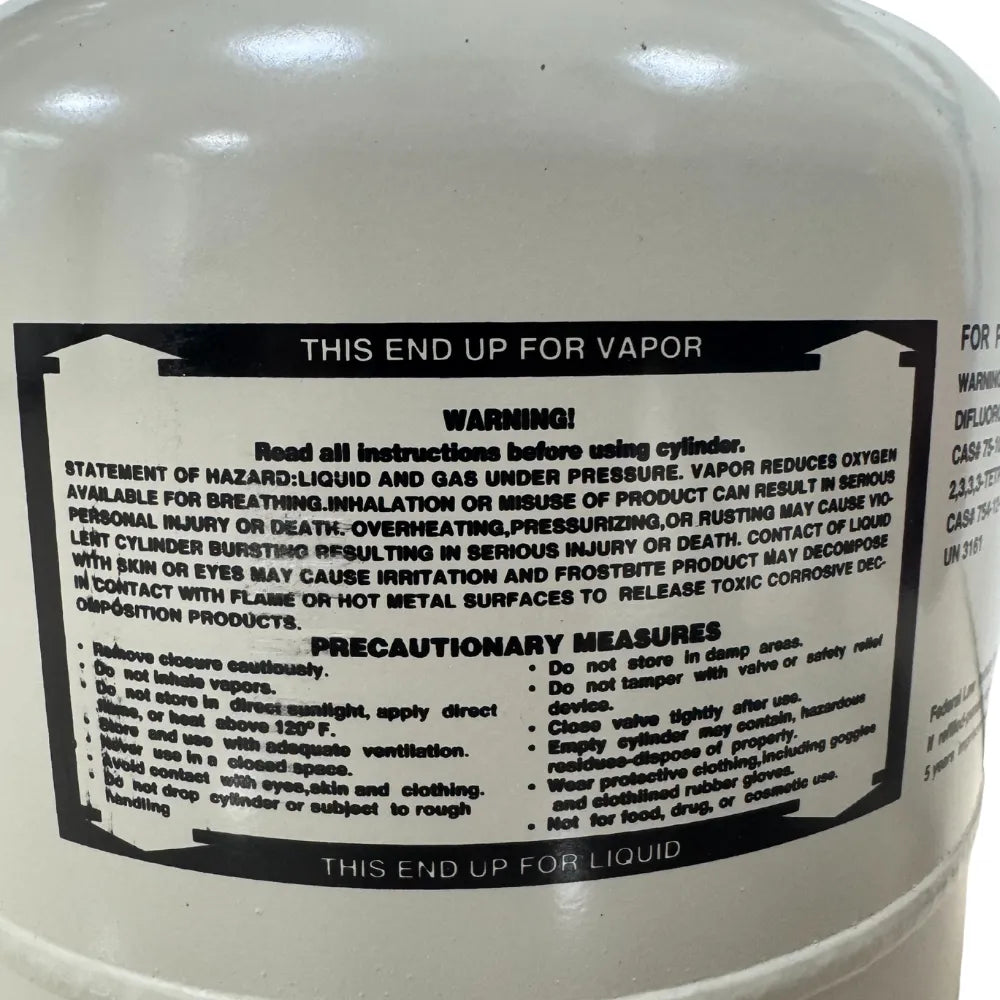 THIS END UP FOR VAPOR
WARNING!
Read all instructions before using cylinder.
STATEMENT OF HAZARD:LIQUID AND GAS UNDER PRESSURE. VAPOR REDUCES OXYGEN
AVAILABLE FOR BREATHING.INHALATION OR MISUSE OF PRODUCT CAN RESULT IN SERIOUS
PERSONAL INJURY OR DEATH. OVERHEATING,PRESSURIZING,OR RUSTING MAY CAUSE VIO-
LENT CYLINDER BURSTING RESULTING IN SERIOUS INJURY OR DEATH. CONTACT OF LIQUID
WITH SKIN OR EYES MAY CAUSE IRRITATION AND FROSTBITE PRODUCT MAY DECOMPOSE
IN CONTACT WITH FLAME OR HOT METAL SURFACES TO RELEASE TOXIC CORROSIVE DEC-
OMPOSITION PRODUCTS.
PRECAUTIONARY MEASURES
• Remove closure cautiously.
• Do not inhale vapors.
• Do not store in direct sunlight, apply direct
flame, or heat above 120° F.
• Store and use with adequate ventilation.
• Never use in a closed space.
• Avoid contact with eyes,skin and clothing.
• Do not drop cylinder or subject to rough
handling
• Do not store in damp areas.
• Do not tamper with valve or safety relief
device.
• Close valve tightly after use.
• Empty cylinder may contain, hazardous
residues-dispose of properly.
• Wear protective clothing,including goggles
and clothlined rubber gloves.
• Not for food, drug, or cosmetic use.
THIS END UP FOR LIQUID
FOR
WARNING
DIFLUORO
CAS# 75-10
2,3,3,3-TET
CAS# 754-12
UN 3161
Federal Law
if refilled
5 years